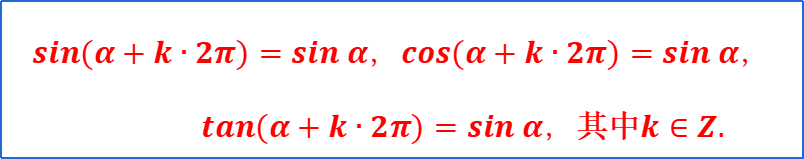 sin(α + k · 2π) = sin α, cos(α + k · 2π) = sin α,
tan(α + k · 2π) = sin α, 其中k ∈ Z.